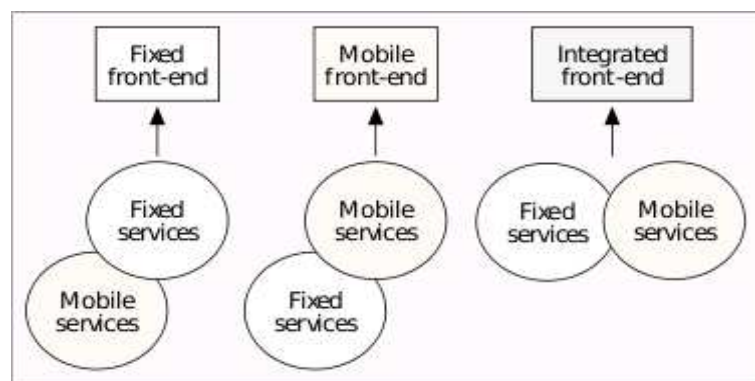 Fixed
front-end
Mobile
front-end
Integrated
front-end
Fixed
services
Mobile
services
Mobile
services
Fixed
services
Fixed
services
Mobile
services